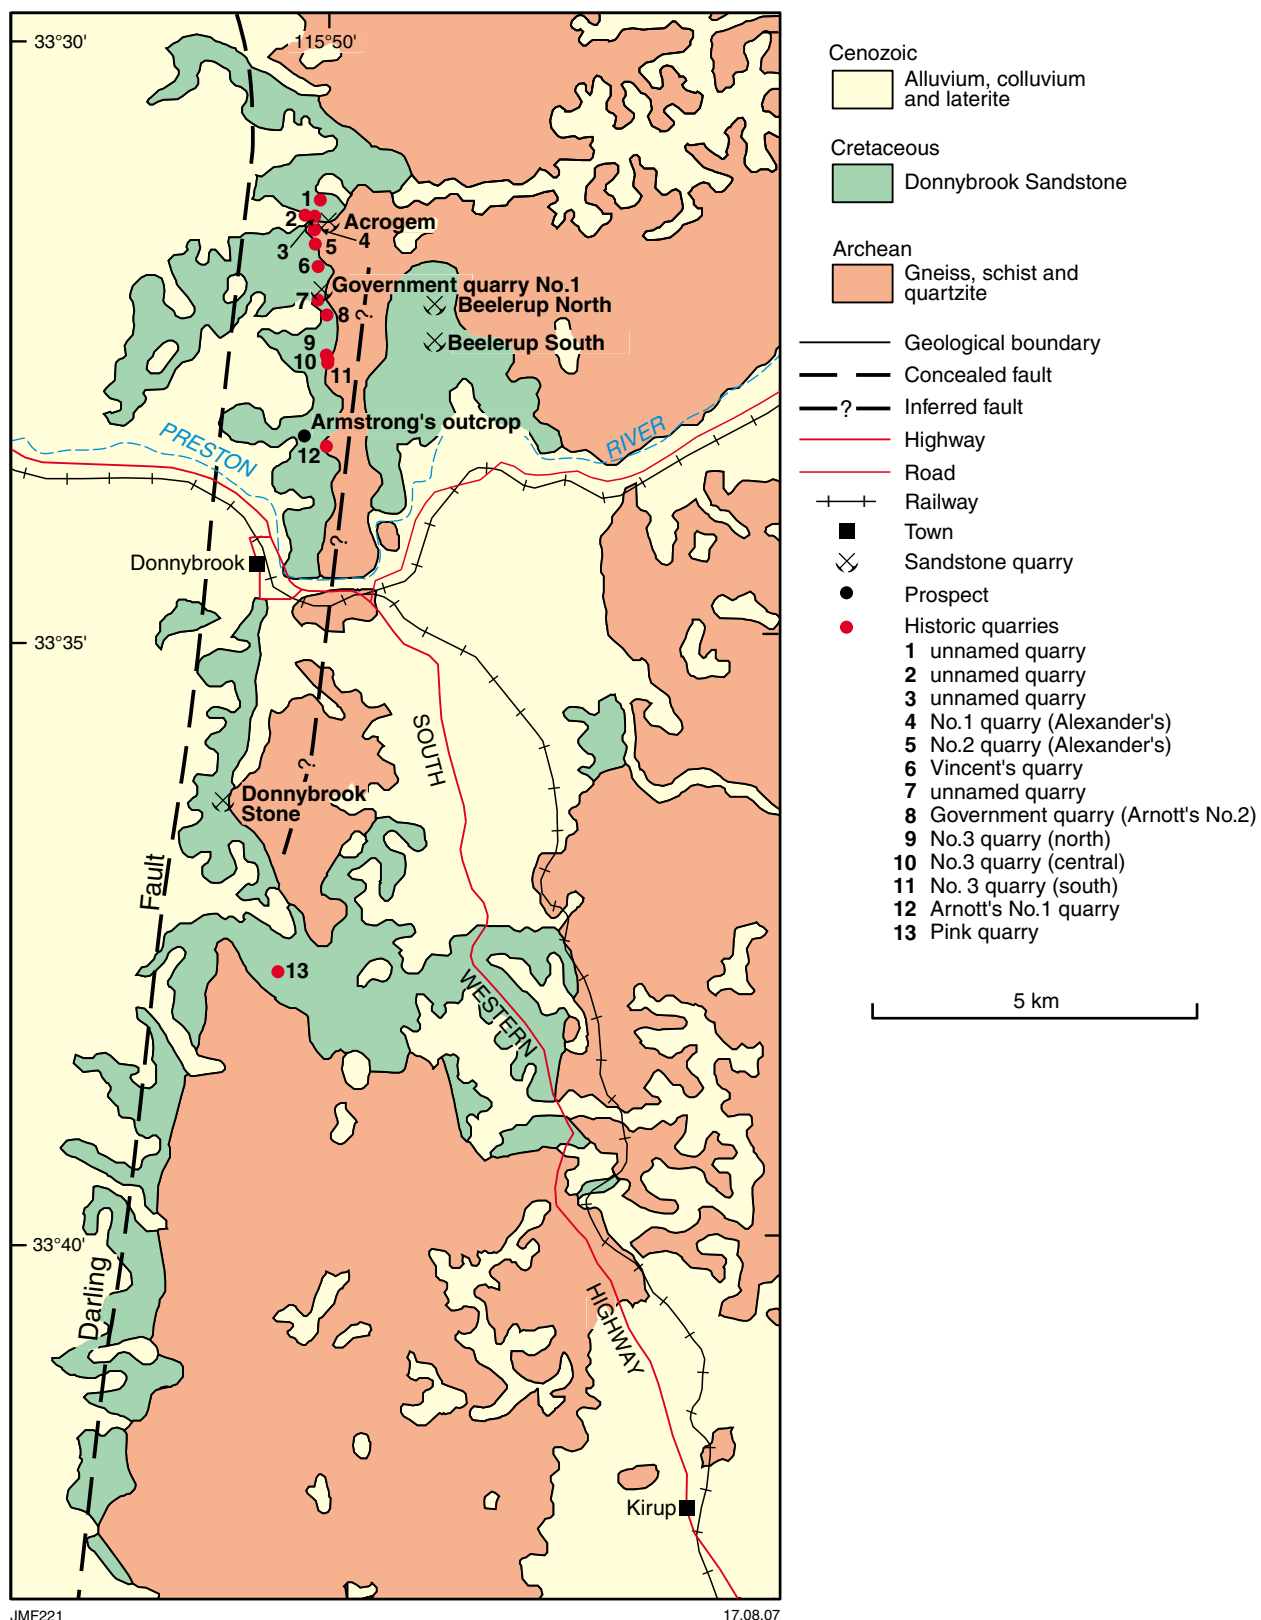 33°30'
115°50'
1
2
Acrogem
3
4
5
6
Government quarry No.1
7
Beelerup North
8
?
9
Beelerup South
10
11
Armstrong's outcrop
PRESTON
RIVER
12
?
Donnybrook
33°35'
SOUTH
?
Donnybrook
Stone
Fault
13
WESTERN
33°40'
Darling
HIGHWAY
Kirup
JMF221
17.08.07
Cenozoic
Alluvium, colluvium
and laterite
Cretaceous
Donnybrook Sandstone
Archean
Gneiss, schist and
quartzite
Geological boundary
Concealed fault
? Inferred fault
Highway
Road
Railway
Town
Sandstone quarry
Prospect
Historic quarries
1 unnamed quarry
2 unnamed quarry
3 unnamed quarry
4 No.1 quarry (Alexander's)
5 No.2 quarry (Alexander's)
6 Vincent's quarry
7 unnamed quarry
8 Government quarry (Arnott's No.2)
9 No.3 quarry (north)
10 No.3 quarry (central)
11 No. 3 quarry (south)
12 Arnott's No.1 quarry
13 Pink quarry
5 km